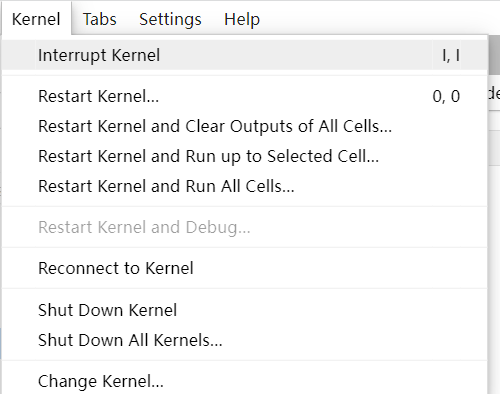 Kernel Tabs Settings Help
Interrupt Kernel I, I
Restart Kernel... 0, 0
Restart Kernel and Clear Outputs of All Cells...
Restart Kernel and Run up to Selected Cell...
Restart Kernel and Run All Cells...
Restart Kernel and Debug...
Reconnect to Kernel
Shut Down Kernel
Shut Down All Kernels...
Change Kernel...